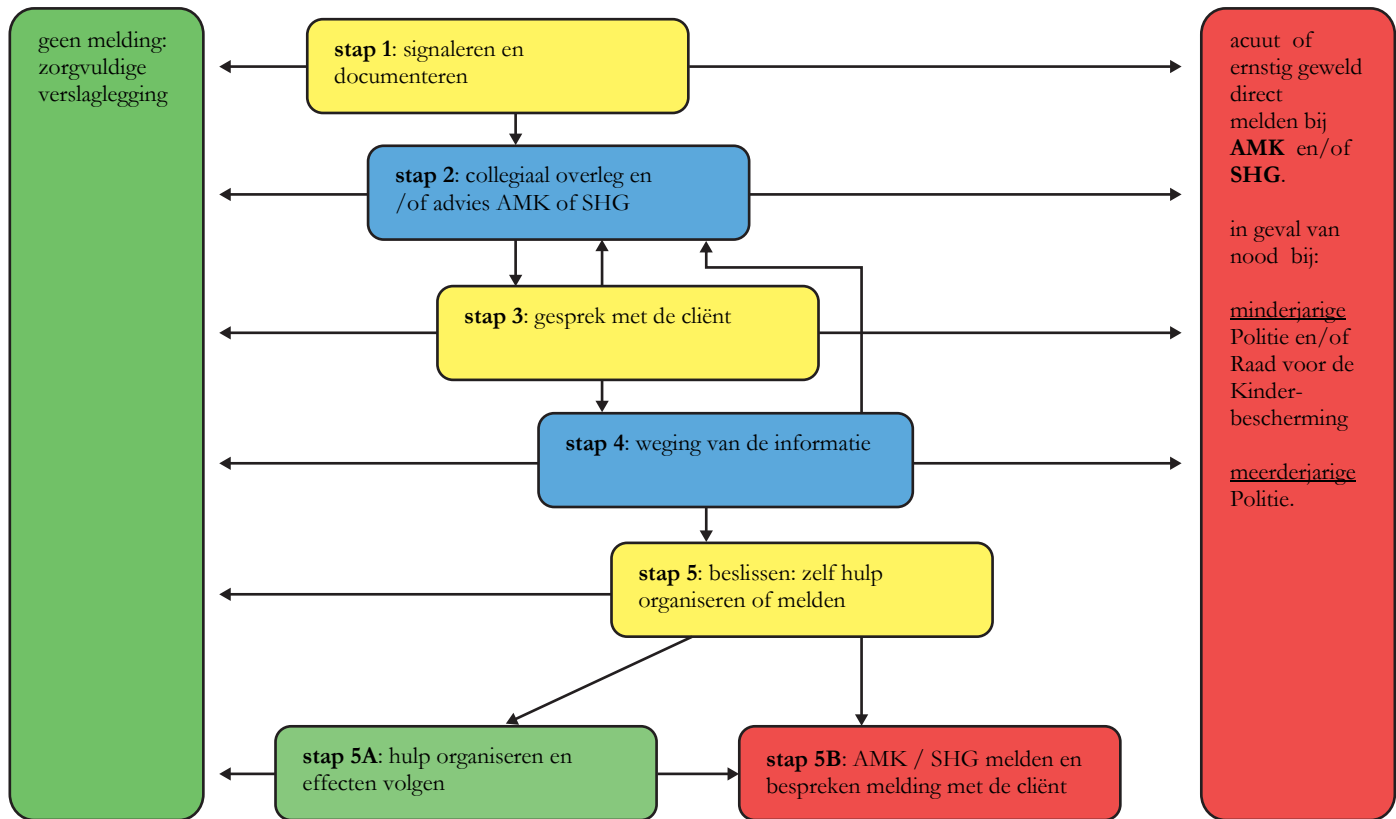 geen melding:
zorgvuldige
verslaglegging
stap 1: signaleren en
documenteren
stap 2: collegiaal overleg en
/of advies AMK of SHG
stap 3: gesprek met de cliënt
stap 4: weging van de informatie
stap 5: beslissen: zelf hulp
organiseren of melden
stap 5A: hulp organiseren en
effecten volgen
stap 5B: AMK / SHG melden en
bespreken melding met de cliënt
acuut of
ernstig geweld
direct
melden bij
AMK en/of
SHG.
in geval van
nood bij:
minderjarige
Politie en/of
Raad voor de
Kinder-
bescherming
meerderjarige
Politie.